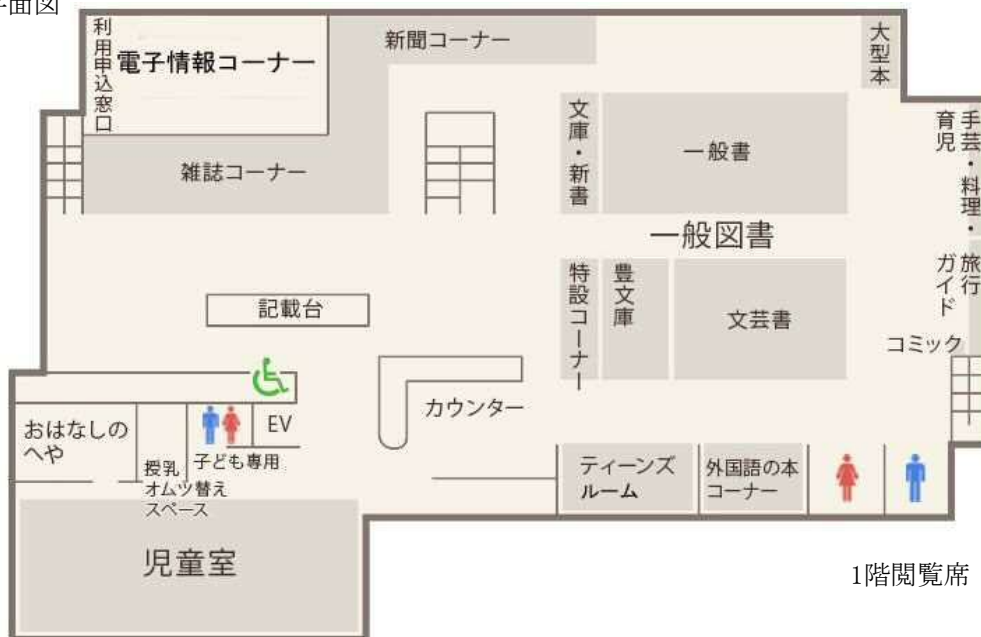 面図
利用申込窓口
電子情報コーナー
新聞コーナー
大型本
雑誌コーナー
文庫・新書
一般書
手芸・料理・
育児
一般図書
特設コーナー
豊文庫
文芸書
旅行
ガイド
コミック
記載台
カウンター
おはなしの
へや
EV
授乳
オムツ替え
スペース
子ども専用
ティーンズ
ルーム
外国語の本
コーナー
児童室
1階閲覧席